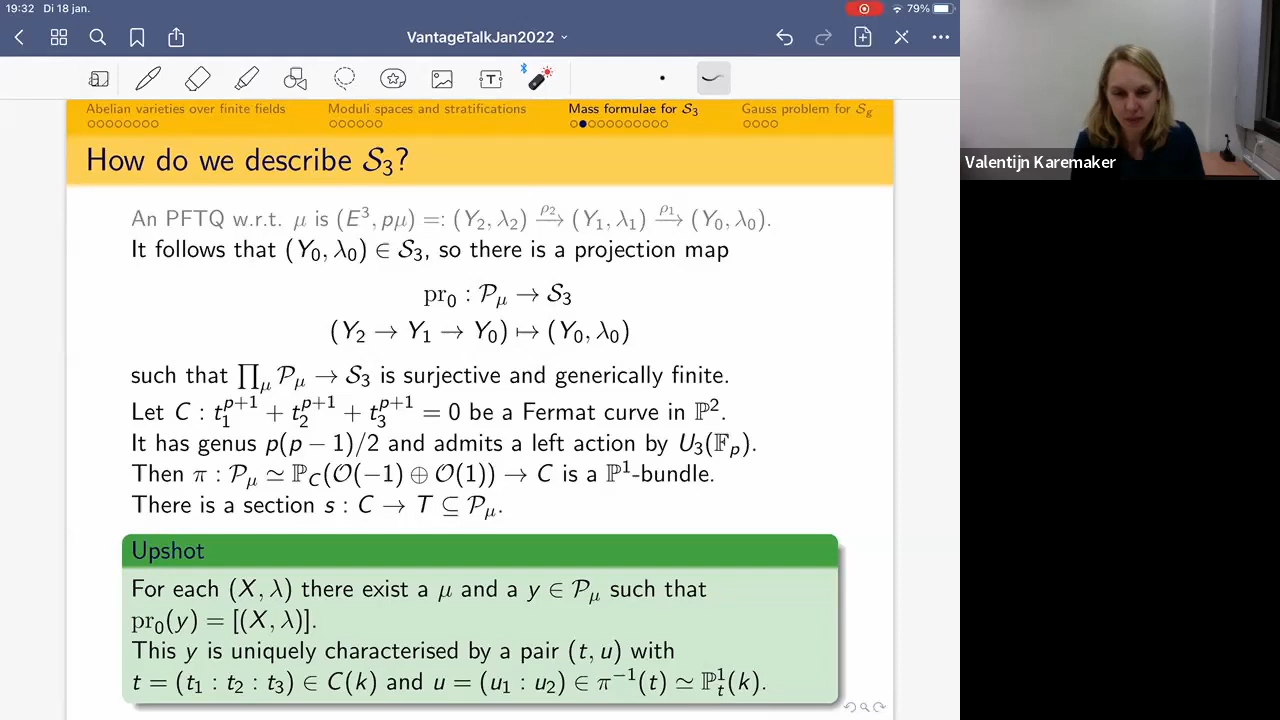 19:32 Di 18 jan. 79%
VantageTalkJan2022
Abelian varieties over finite fields Moduli spaces and stratifications Mass formulae for 𝒮₃ Gauss problem for 𝒮_g
How do we describe 𝒮₃?
An PFTQ w.r.t. μ is (E³, pμ) =: (Y₂, λ₂) —ρ₂→ (Y₁, λ₁) —ρ₁→ (Y₀, λ₀).
It follows that (Y₀, λ₀) ∈ 𝒮₃, so there is a projection map
pr₀ : 𝒫_μ → 𝒮₃
(Y₂ → Y₁ → Y₀) ↦ (Y₀, λ₀)
such that ∏_μ 𝒫_μ → 𝒮₃ is surjective and generically finite.
Let C : t₁^{p+1} + t₂^{p+1} + t₃^{p+1} = 0 be a Fermat curve in ℙ².
It has genus p(p − 1)/2 and admits a left action by U₃(𝔽_p).
Then π : 𝒫_μ ≃ ℙ_C(𝒪(−1) ⊕ 𝒪(1)) → C is a ℙ¹-bundle.
There is a section s : C → T ⊆ 𝒫_μ.
Upshot
For each (X, λ) there exist a μ and a y ∈ 𝒫_μ such that
pr₀(y) = [(X, λ)].
This y is uniquely characterised by a pair (t, u) with
t = (t₁ : t₂ : t₃) ∈ C(k) and u = (u₁ : u₂) ∈ π⁻¹(t) ≃ ℙ¹_t(k).
Valentijn Karemaker